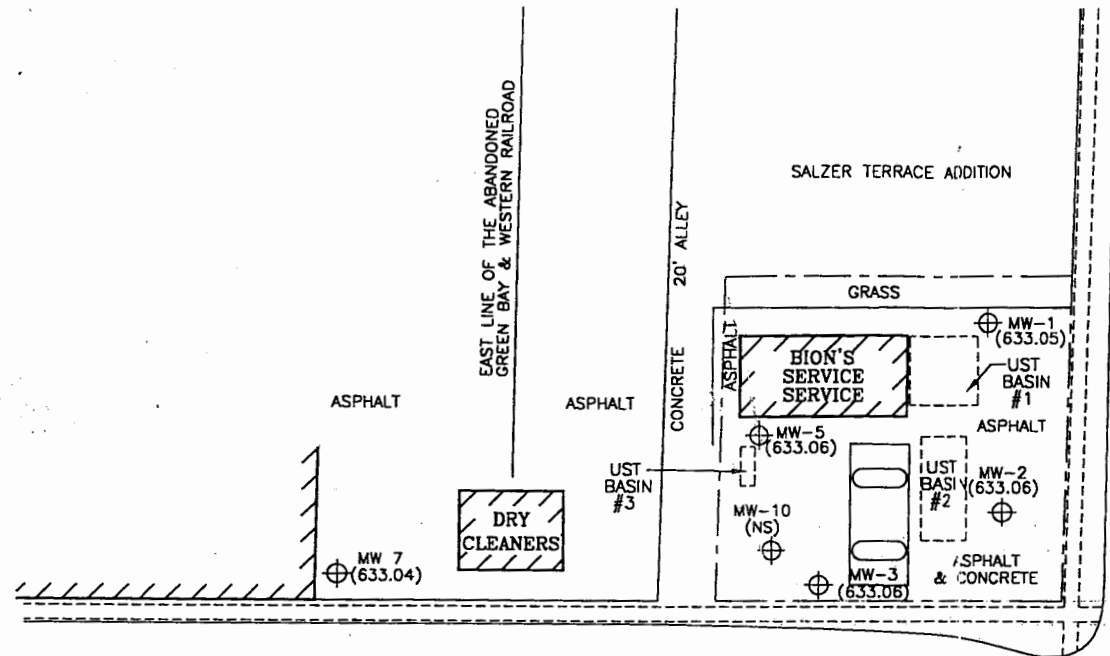 EAST LINE OF THE ABANDONED
GREEN BAY & WESTERN RAILROAD
ASPHALT
ASPHALT
CONCRETE
20' ALLEY
SALZER TERRACE ADDITION
GRASS
ASPHALT
BION'S
SERVICE
SERVICE
MW-1
(633.05)
UST
BASIN
#1
ASPHALT
MW-5
(633.06)
UST
BASIN
#3
UST
BASIN
#2
MW-2
(633.06)
MW-10
(NS)
DRY
CLEANERS
MW 7
(633.04)
MW-3
(633.06)
ASPHALT
& CONCRETE